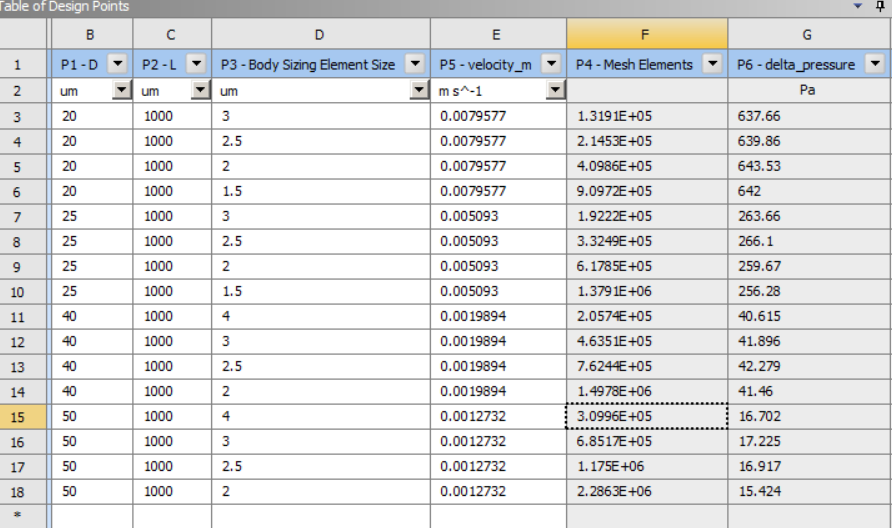 Table of Design Points
B C D E F G
1 P1 - D P2 - L P3 - Body Sizing Element Size P5 - velocity_m P4 - Mesh Elements P6 - delta_pressure
2 um um um m s^-1 Pa
3 20 1000 3 0.0079577 1.3191E+05 637.66
4 20 1000 2.5 0.0079577 2.1453E+05 639.86
5 20 1000 2 0.0079577 4.0986E+05 643.53
6 20 1000 1.5 0.0079577 9.0972E+05 642
7 25 1000 3 0.005093 1.9222E+05 263.66
8 25 1000 2.5 0.005093 3.3249E+05 266.1
9 25 1000 2 0.005093 6.1785E+05 259.67
10 25 1000 1.5 0.005093 1.3791E+06 256.28
11 40 1000 4 0.0019894 2.0574E+05 40.615
12 40 1000 3 0.0019894 4.6351E+05 41.896
13 40 1000 2.5 0.0019894 7.6244E+05 42.279
14 40 1000 2 0.0019894 1.4978E+06 41.46
15 50 1000 4 0.0012732 3.0996E+05 16.702
16 50 1000 3 0.0012732 6.8517E+05 17.225
17 50 1000 2.5 0.0012732 1.175E+06 16.917
18 50 1000 2 0.0012732 2.2863E+06 15.424
*